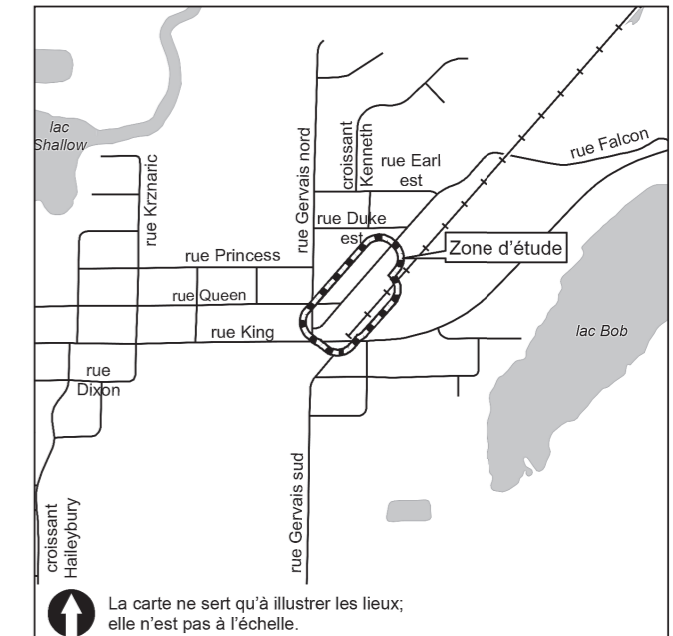 lac
Shallow
rue Krznaric
rue Gervais nord
croissant
Kenneth
rue Earl
est
rue Falcon
rue Duke
est
Zone d'étude
rue Princess
rue Queen
rue King
lac Bob
rue
Dixon
rue Gervais sud
croissant
Haileybury
La carte ne sert qu'à illustrer les lieux;
elle n'est pas à l'échelle.